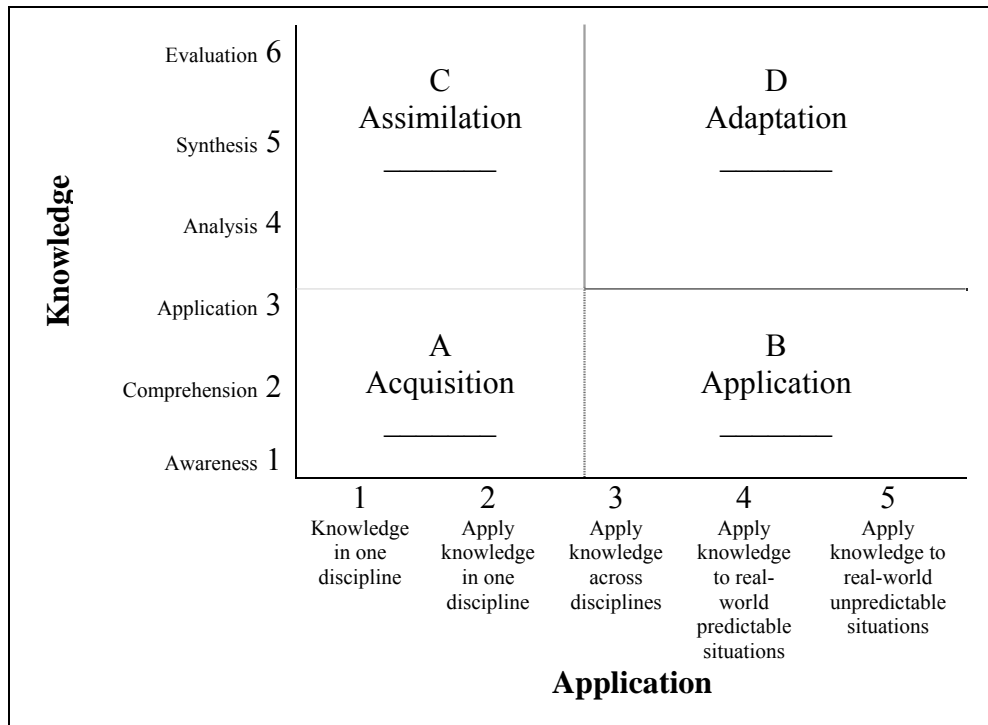 Knowledge
Evaluation 6
Synthesis 5
Analysis 4
Application 3
Comprehension 2
Awareness 1
C
Assimilation
D
Adaptation
A
Acquisition
B
Application
1
Knowledge
in one
discipline
2
Apply
knowledge
in one
discipline
3
Apply
knowledge
across
disciplines
4
Apply
knowledge
to real-
world
predictable
situations
5
Apply
knowledge to
real-world
unpredictable
situations
Application